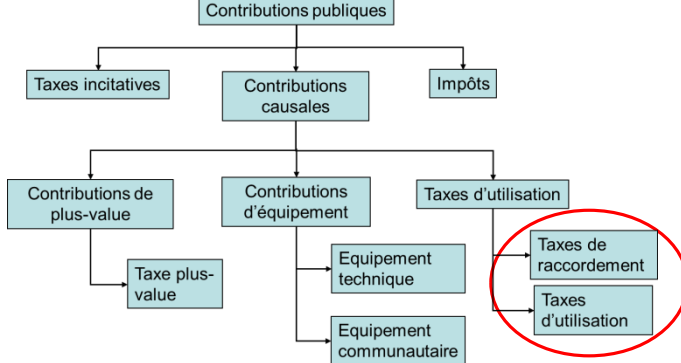 Contributions publiques
Taxes incitatives
Contributions
causales
Impôts
Contributions de
plus-value
Contributions
d'équipement
Taxes d'utilisation
Taxe plus-
value
Equipement
technique
Equipement
communautaire
Taxes de
raccordement
Taxes
d'utilisation